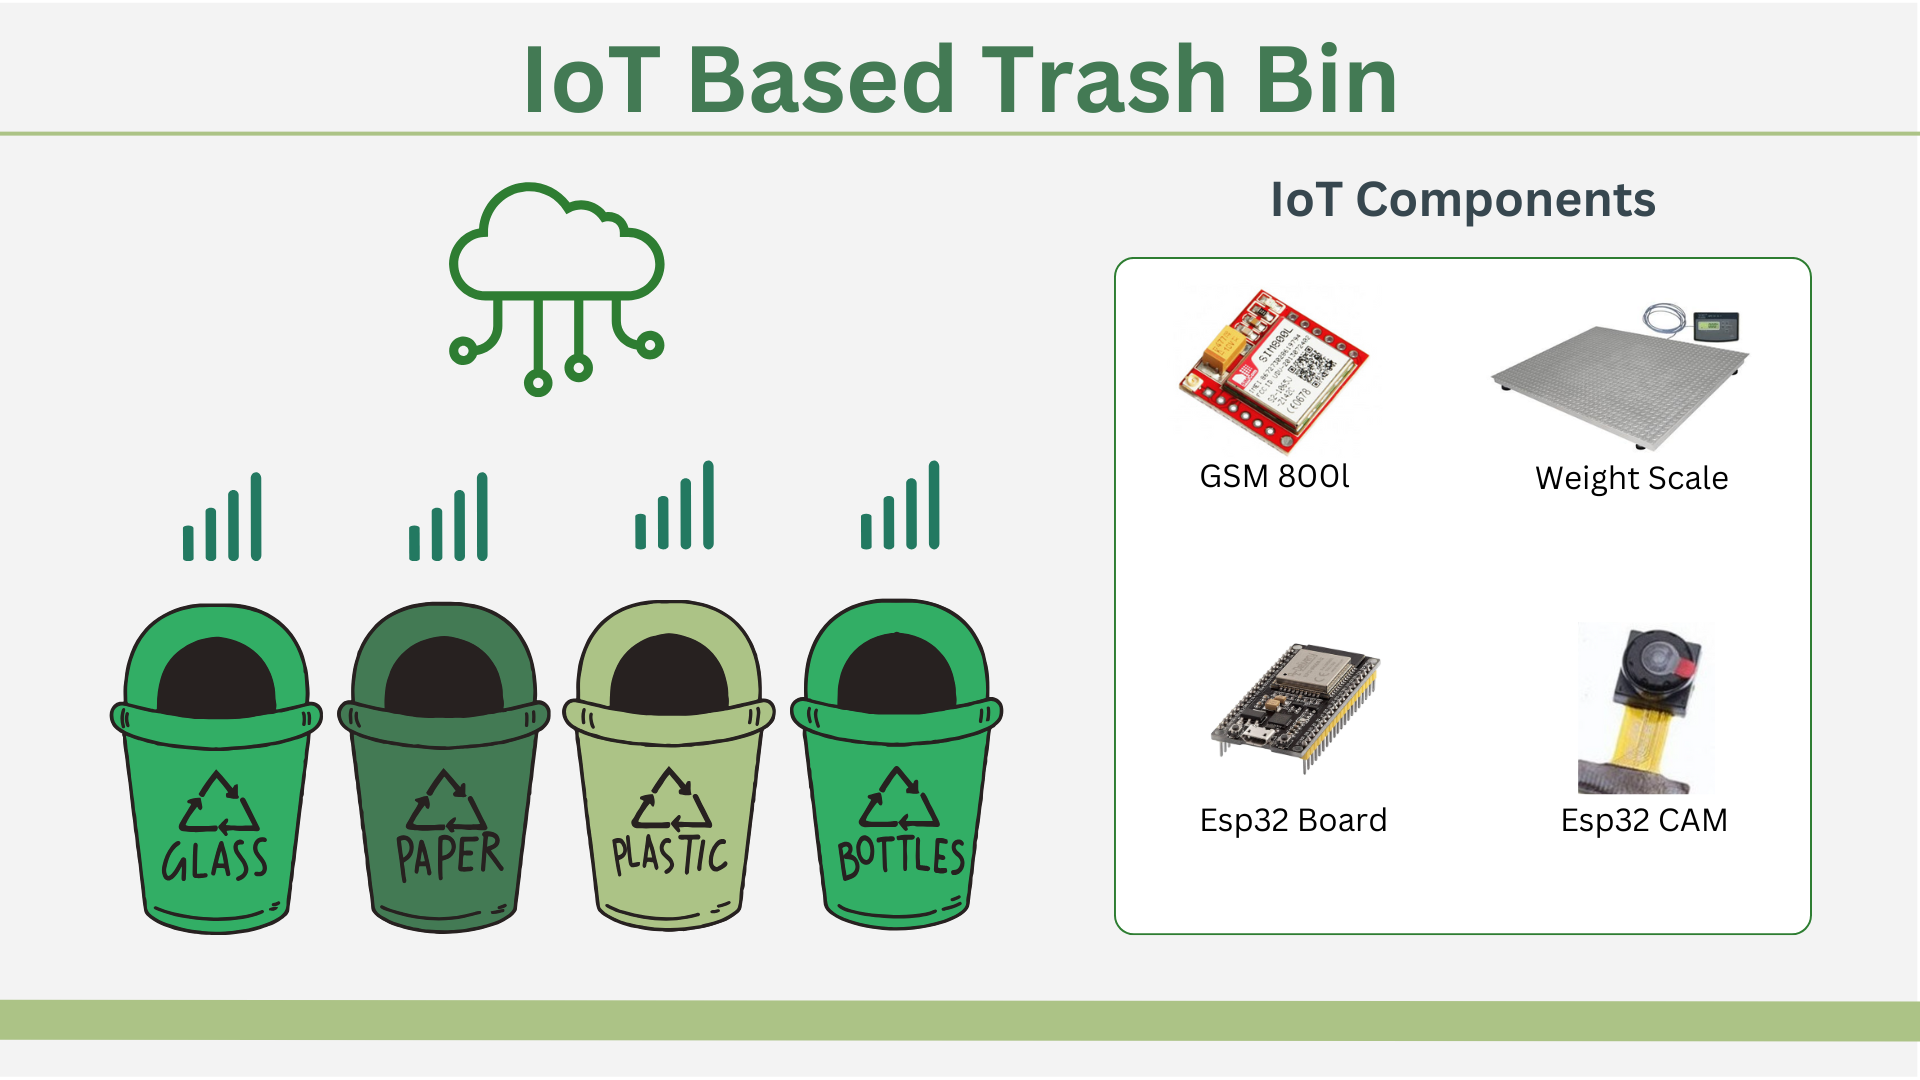 IoT Based Trash Bin
IoT Components
SIM800L
GSM 800l
Weight Scale
GLASS
PAPER
PLASTIC
BOTTLES
Esp32 Board
Esp32 CAM